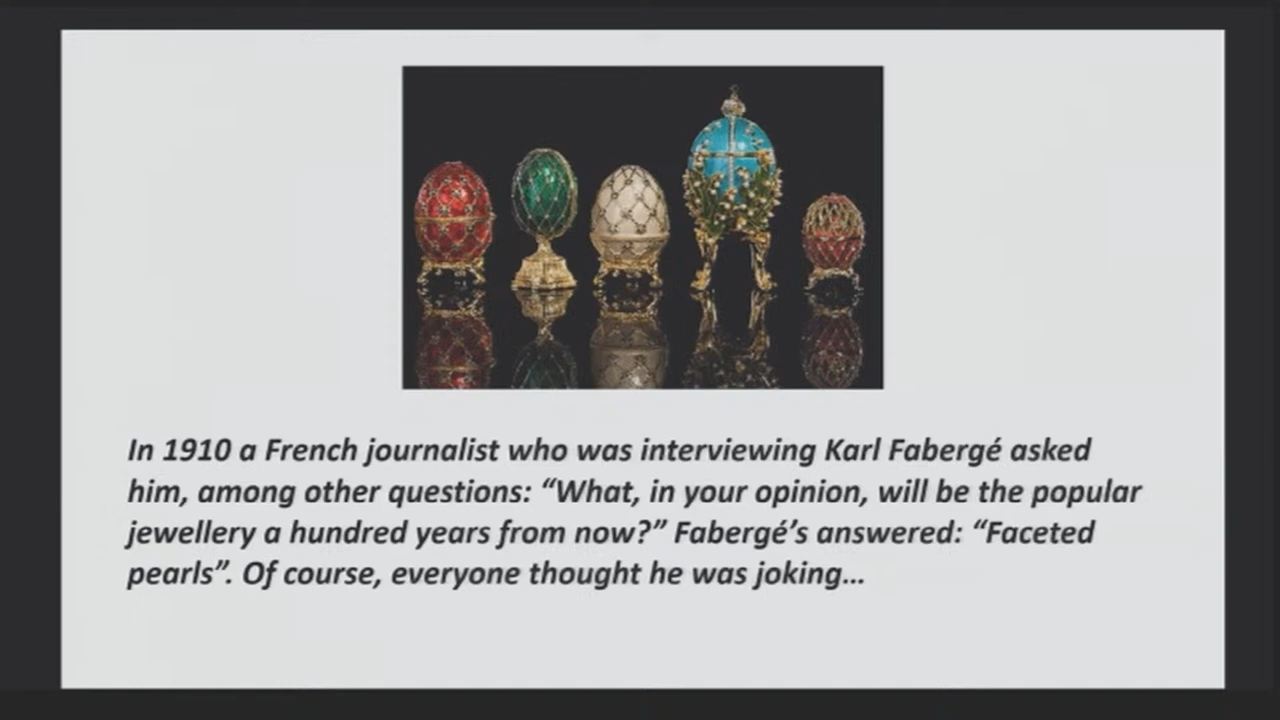 In 1910 a French journalist who was interviewing Karl Fabergé asked
him, among other questions: “What, in your opinion, will be the popular
jewellery a hundred years from now?” Fabergé’s answered: “Faceted
pearls”. Of course, everyone thought he was joking…